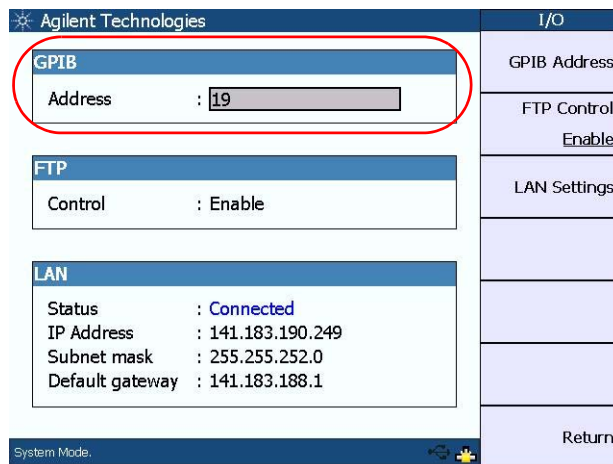 Agilent Technologies
I/O
GPIB
Address : 19
FTP
Control : Enable
LAN
Status : Connected
IP Address : 141.183.190.249
Subnet mask : 255.255.252.0
Default gateway : 141.183.188.1
System Mode.
GPIB Address
FTP Control
Enable
LAN Settings
Return